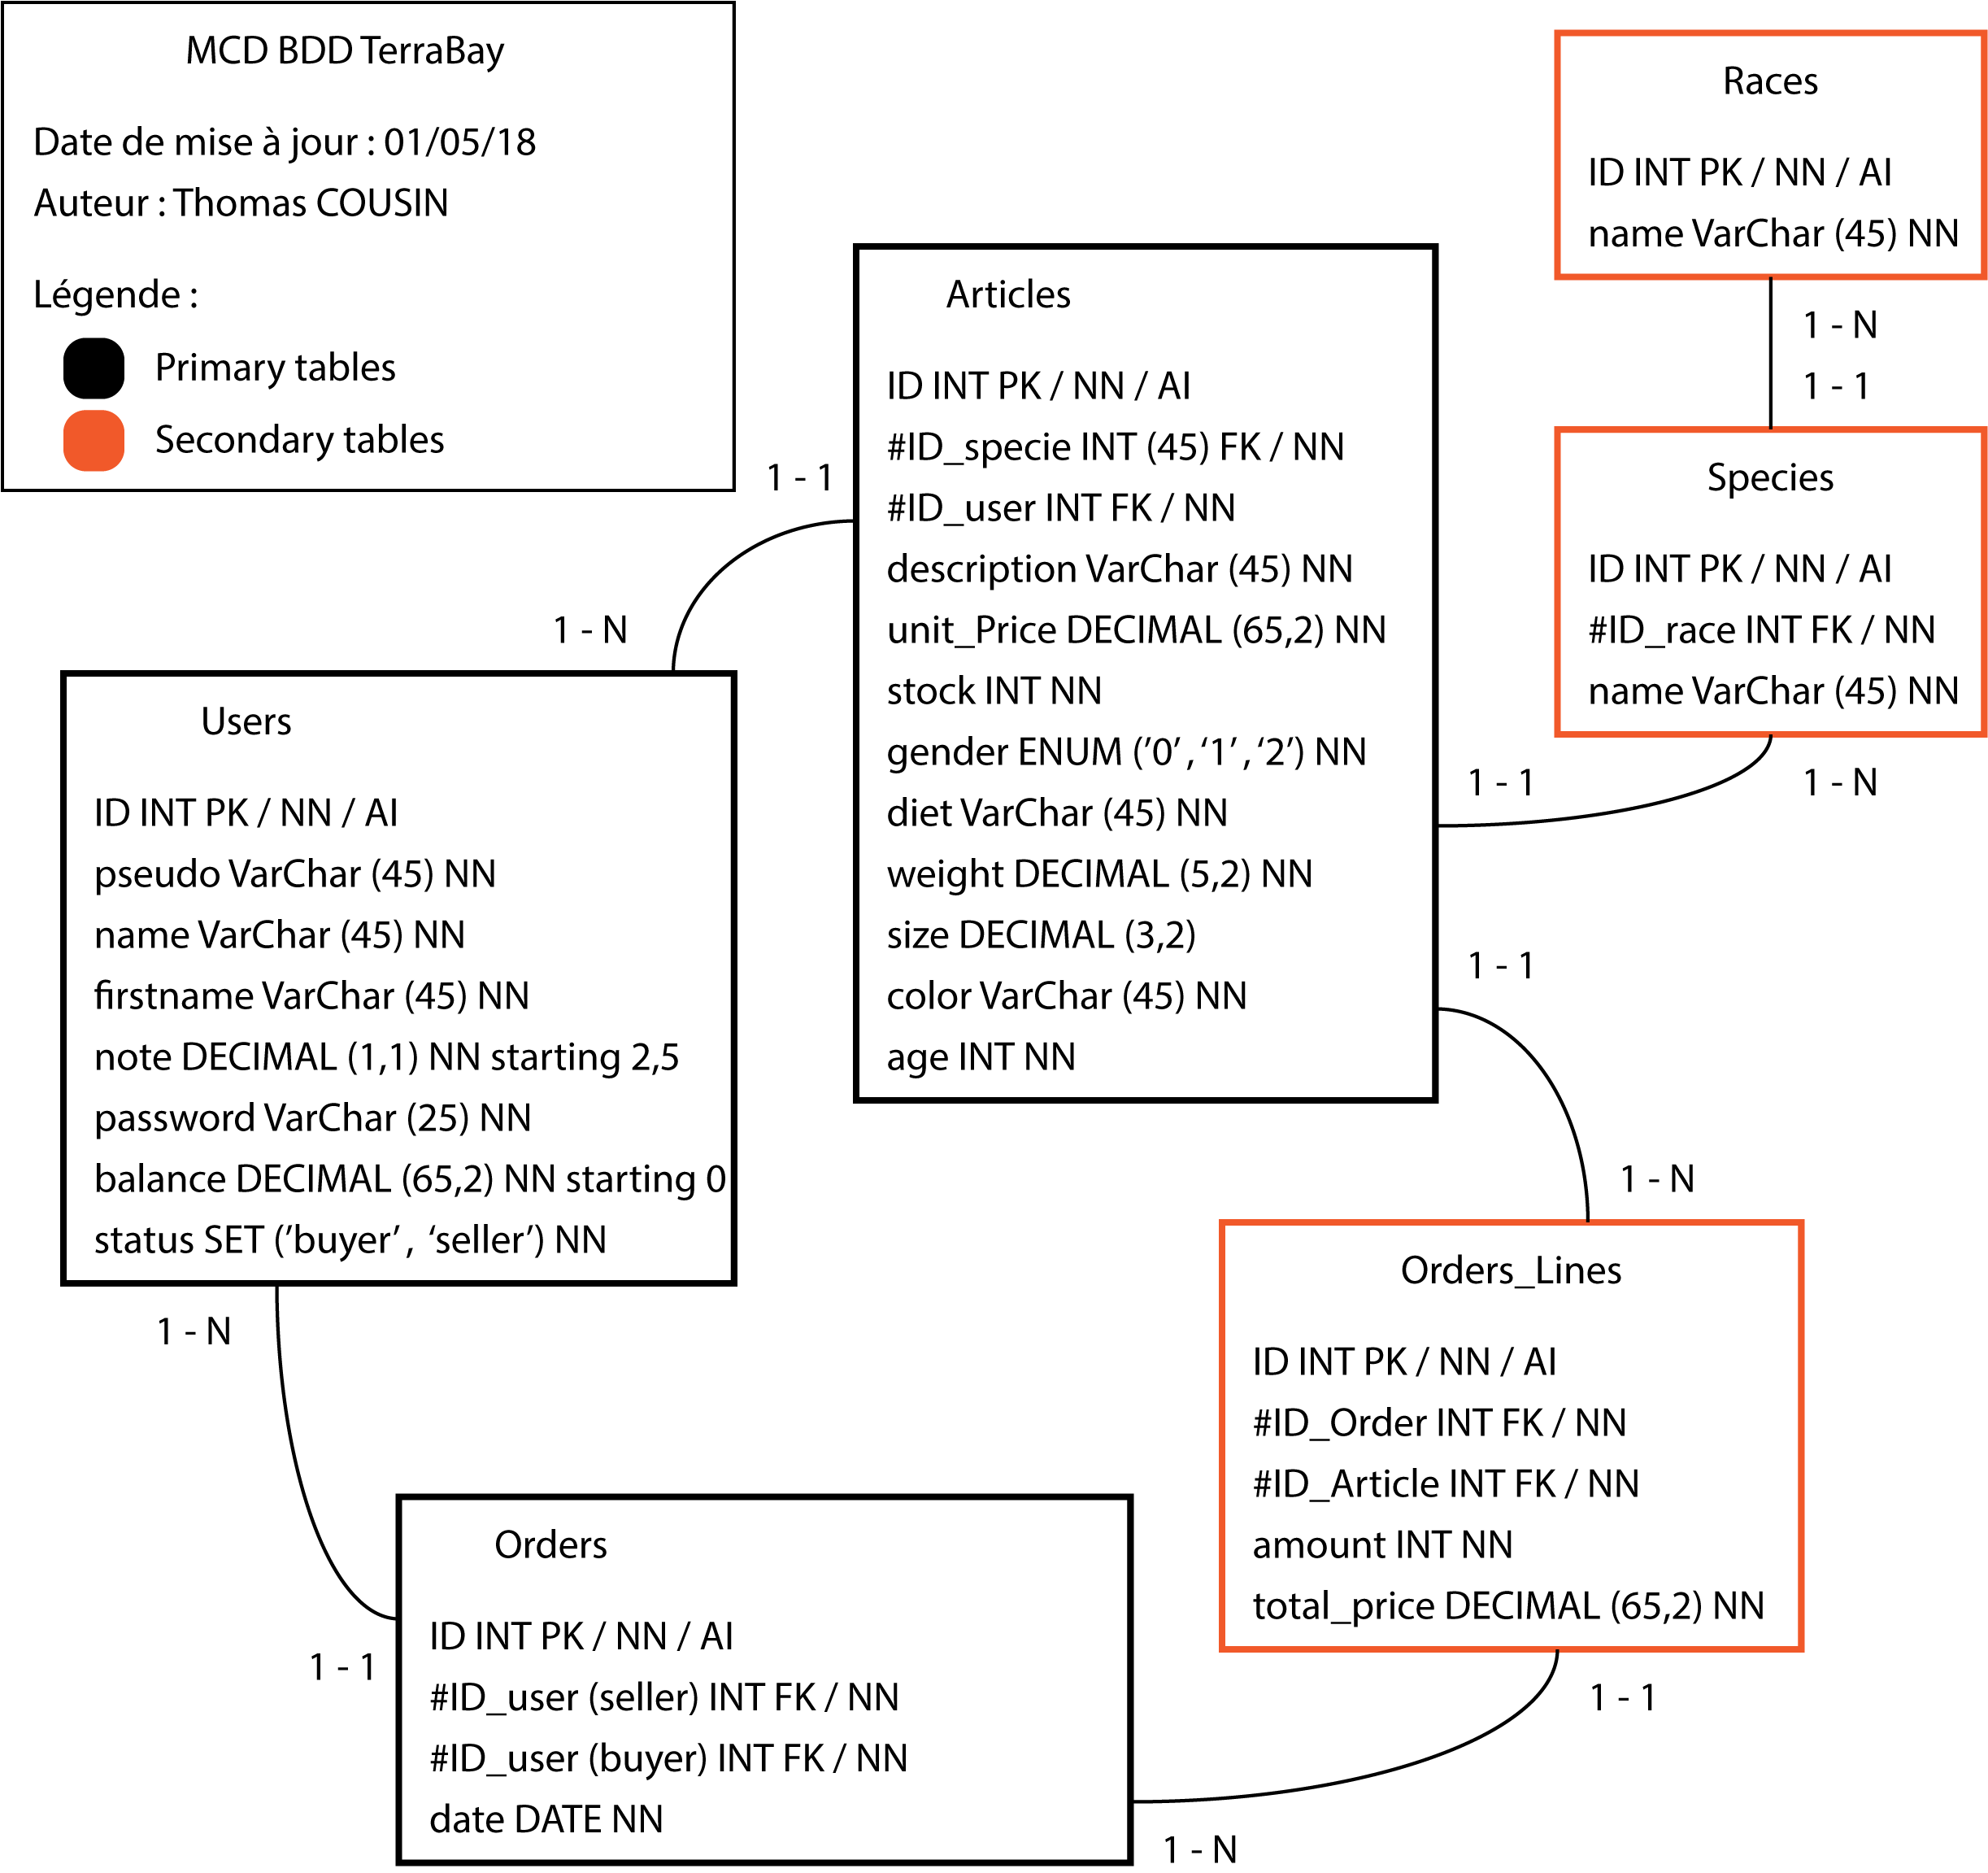 MCD BDD TerraBay
Date de mise à jour : 01/05/18
Auteur : Thomas COUSIN
Légende :
Primary tables
Secondary tables
Races
ID INT PK / NN / AI
name VarChar (45) NN
1 - N
1 - 1
Species
ID INT PK / NN / AI
#ID_race INT FK / NN
name VarChar (45) NN
1 - N
1 - 1
Articles
ID INT PK / NN / AI
#ID_specie INT (45) FK / NN
#ID_user INT FK / NN
description VarChar (45) NN
unit_Price DECIMAL (65,2) NN
stock INT NN
gender ENUM (’0’ , ‘1’ , ‘2’) NN
diet VarChar (45) NN
weight DECIMAL (5,2) NN
size DECIMAL (3,2)
color VarChar (45) NN
age INT NN
1 - 1
1 - N
Users
ID INT PK / NN / AI
pseudo VarChar (45) NN
name VarChar (45) NN
firstname VarChar (45) NN
note DECIMAL (1,1) NN starting 2,5
password VarChar (25) NN
balance DECIMAL (65,2) NN starting 0
status SET (’buyer’ , ‘seller’) NN
1 - N
1 - 1
1 - 1
1 - N
Orders_Lines
ID INT PK / NN / AI
#ID_Order INT FK / NN
#ID_Article INT FK / NN
amount INT NN
total_price DECIMAL (65,2) NN
1 - 1
1 - N
Orders
ID INT PK / NN / AI
#ID_user (seller) INT FK / NN
#ID_user (buyer) INT FK / NN
date DATE NN